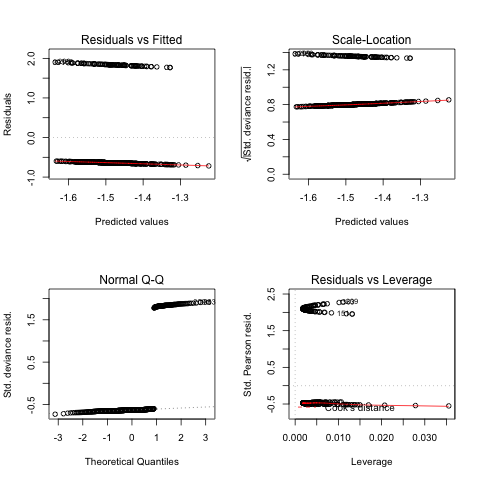 Residuals vs Fitted
Residuals
-1.0 0.0 1.0 2.0
-1.6 -1.5 -1.4 -1.3
Predicted values
Scale-Location
√|Std. deviance resid.|
0.0 0.4 0.8 1.2
-1.6 -1.5 -1.4 -1.3
Predicted values
Normal Q-Q
Std. deviance resid.
-0.5 0.5 1.5
-3 -2 -1 0 1 2 3
Theoretical Quantiles
Residuals vs Leverage
Std. Pearson resid.
-0.5 0.5 1.5 2.5
Cook's distance
0.000 0.010 0.020 0.030
Leverage